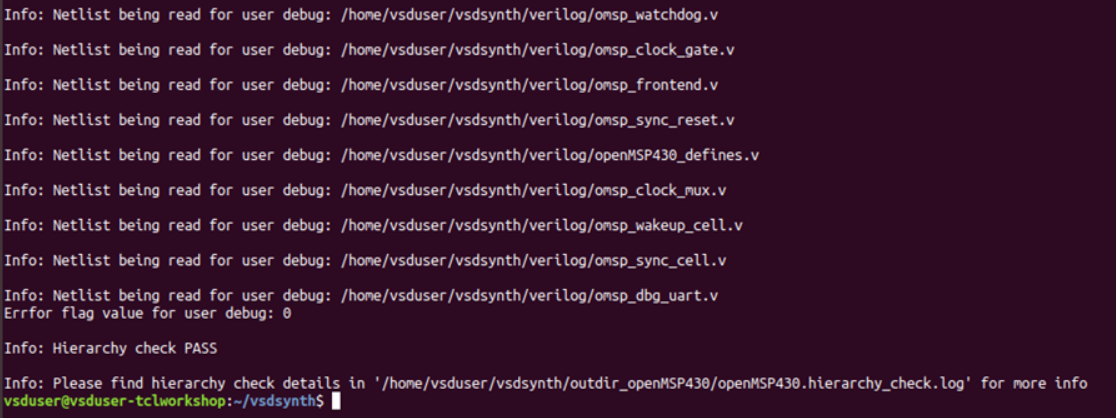 Info: Netlist being read for user debug: /home/vsduser/vsdsynth/verilog/omsp_watchdog.v
Info: Netlist being read for user debug: /home/vsduser/vsdsynth/verilog/omsp_clock_gate.v
Info: Netlist being read for user debug: /home/vsduser/vsdsynth/verilog/omsp_frontend.v
Info: Netlist being read for user debug: /home/vsduser/vsdsynth/verilog/omsp_sync_reset.v
Info: Netlist being read for user debug: /home/vsduser/vsdsynth/verilog/openMSP430_defines.v
Info: Netlist being read for user debug: /home/vsduser/vsdsynth/verilog/omsp_clock_mux.v
Info: Netlist being read for user debug: /home/vsduser/vsdsynth/verilog/omsp_wakeup_cell.v
Info: Netlist being read for user debug: /home/vsduser/vsdsynth/verilog/omsp_sync_cell.v
Info: Netlist being read for user debug: /home/vsduser/vsdsynth/verilog/omsp_dbg_uart.v
Errfor flag value for user debug: 0
Info: Hierarchy check PASS
Info: Please find hierarchy check details in '/home/vsduser/vsdsynth/outdir_openMSP430/openMSP430.hierarchy_check.log' for more info
vsduser@vsduser-tclworkshop:~/vsdsynth$